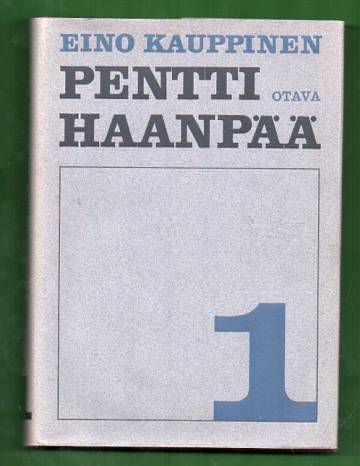 EINO KAUPPINEN
PENTTI OTAVA
HAANPÄÄ
1